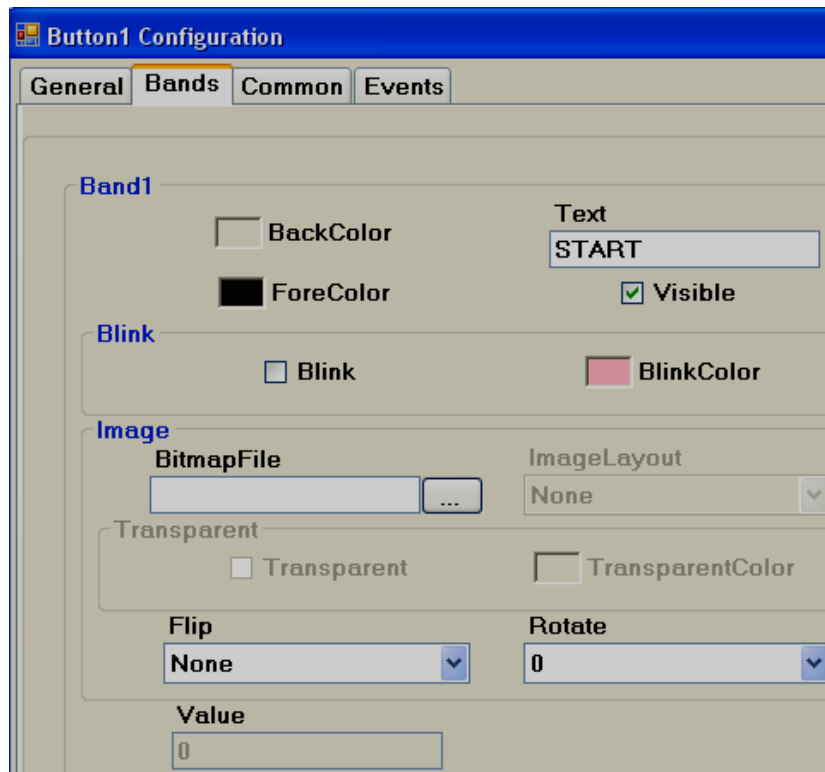 Button1 Configuration
General Bands Common Events
Band1
BackColor
Text
START
ForeColor
Visible
Blink
Blink
BlinkColor
Image
BitmapFile
...
ImageLayout
None
Transparent
Transparent
TransparentColor
Flip
None
Rotate
0
Value
0